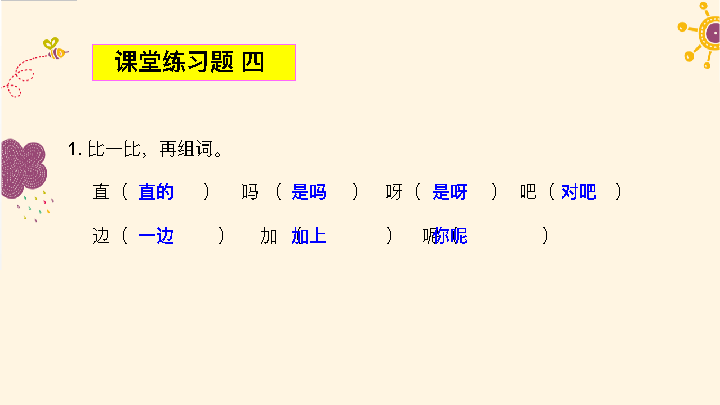 课堂练习题 四
1. 比一比，再组词。
直（ 直的 ） 吗 （ 是吗 ） 呀（ 是呀 ） 吧（ 对吧 ）
边（ 一边 ） 加（ 加上 ） 呢（ 你呢 ）